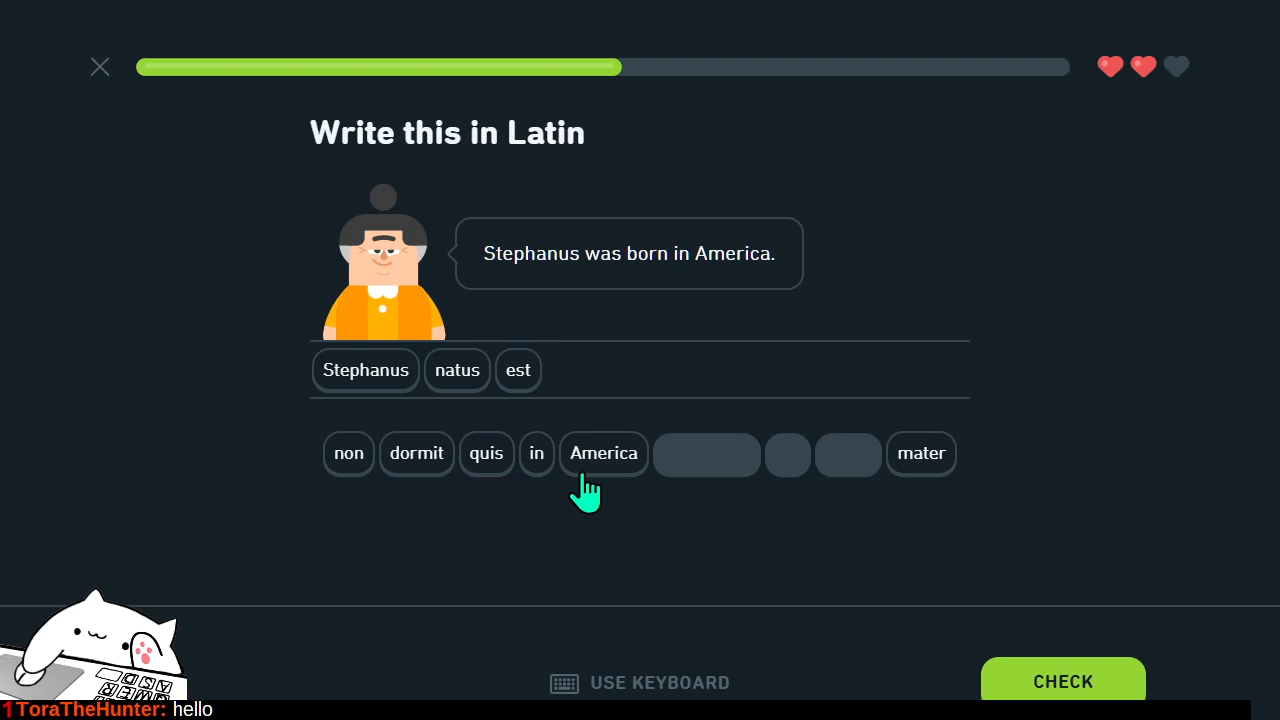 Write this in Latin
Stephanus was born in America.
Stephanus natus est
non dormit quis in America mater
USE KEYBOARD
CHECK
1 ToraTheHunter: hello